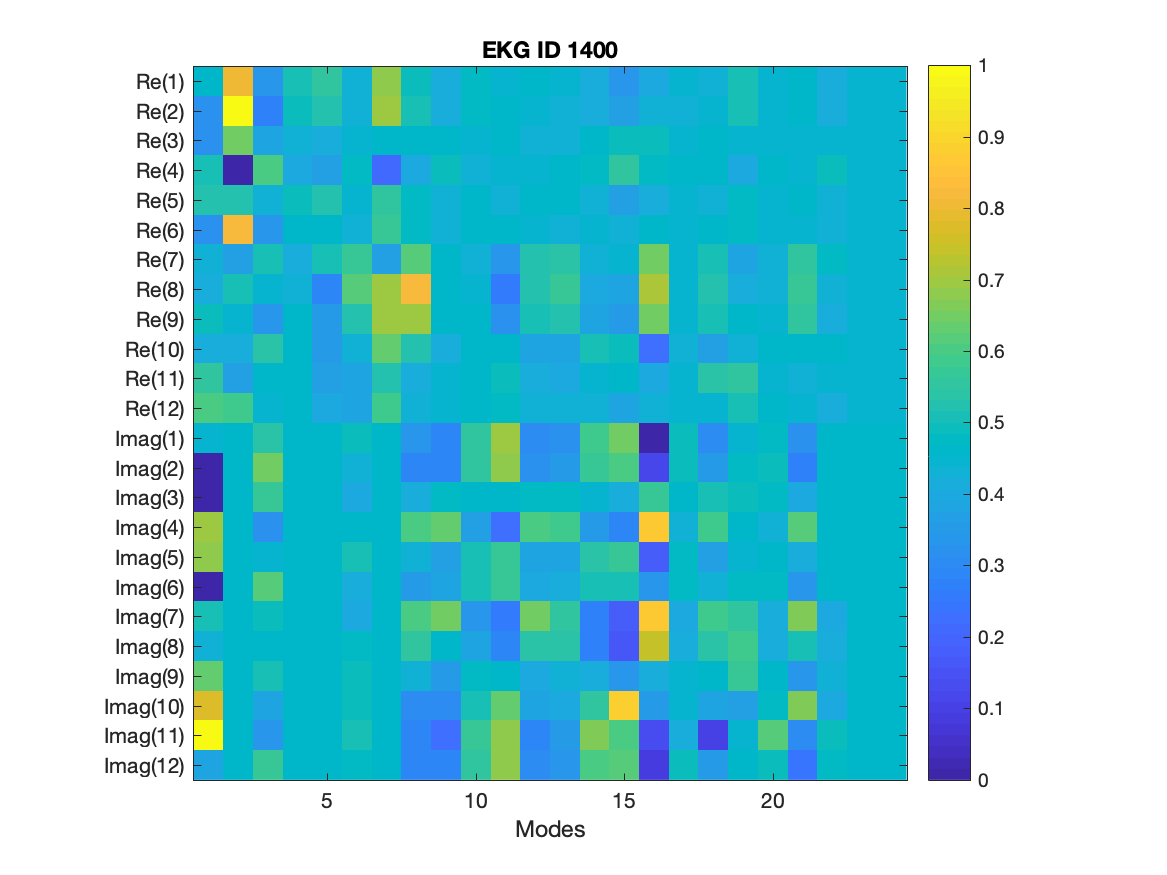 EKG ID 1400
Re(1)
Re(2)
Re(3)
Re(4)
Re(5)
Re(6)
Re(7)
Re(8)
Re(9)
Re(10)
Re(11)
Re(12)
Imag(1)
Imag(2)
Imag(3)
Imag(4)
Imag(5)
Imag(6)
Imag(7)
Imag(8)
Imag(9)
Imag(10)
Imag(11)
Imag(12)
5 10 15 20
Modes
1
0.9
0.8
0.7
0.6
0.5
0.4
0.3
0.2
0.1
0